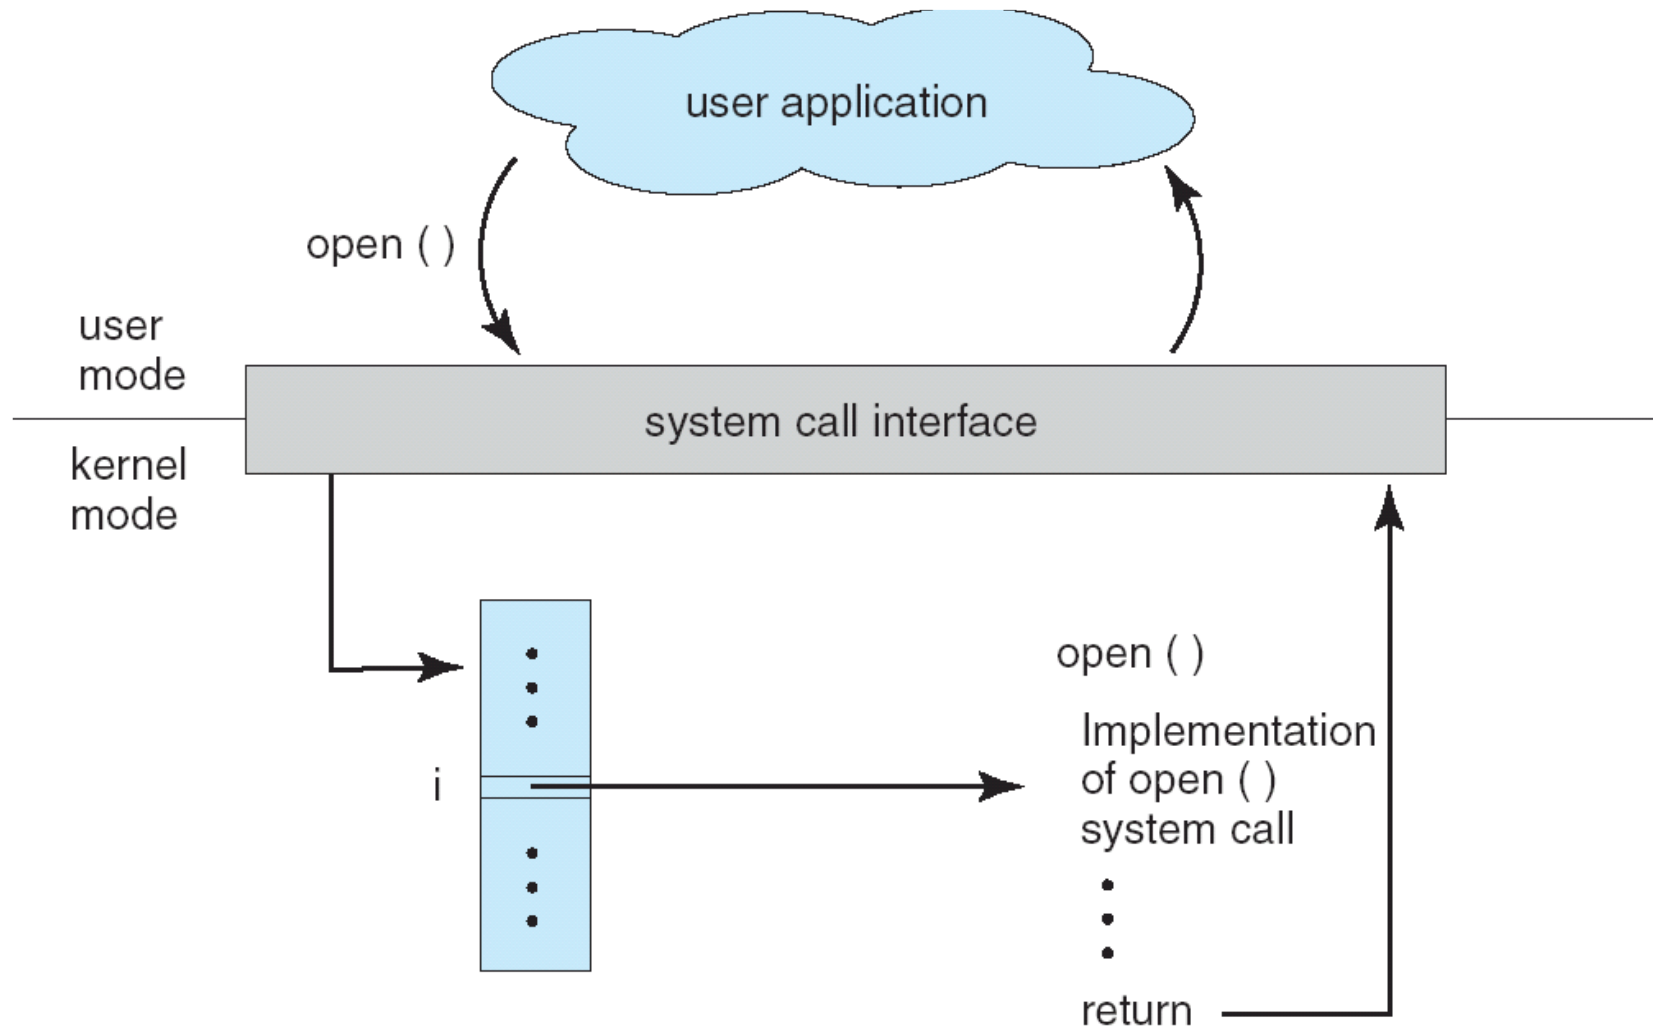 user application
open ( )
user
mode
system call interface
kernel
mode
open ( )
Implementation
i
of open ( )
system call
return